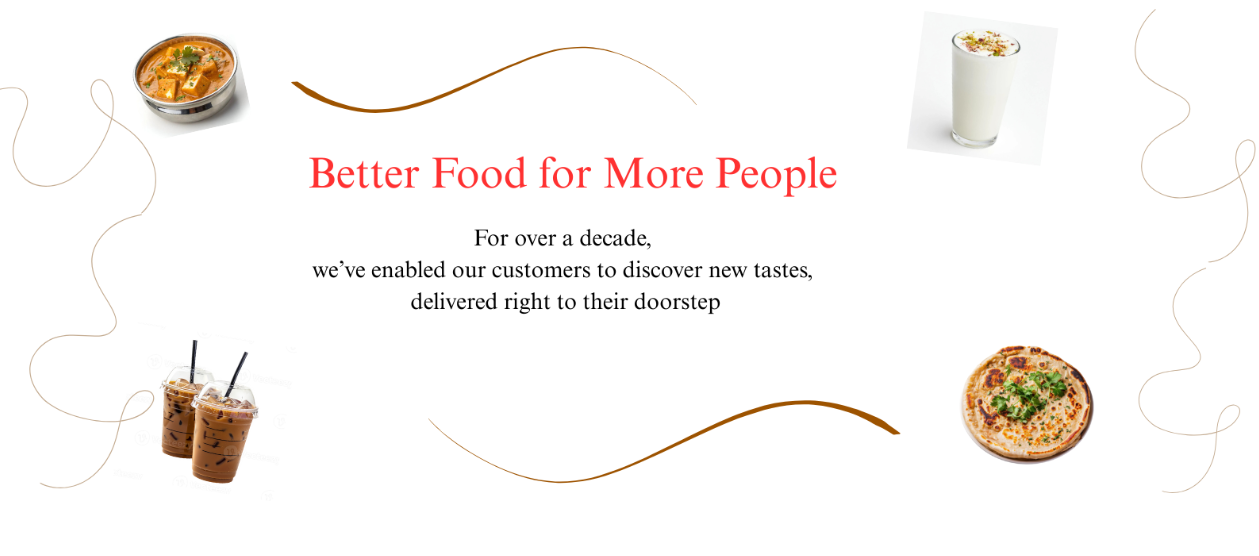 Better Food for More People
For over a decade,
we’ve enabled our customers to discover new tastes,
delivered right to their doorstep